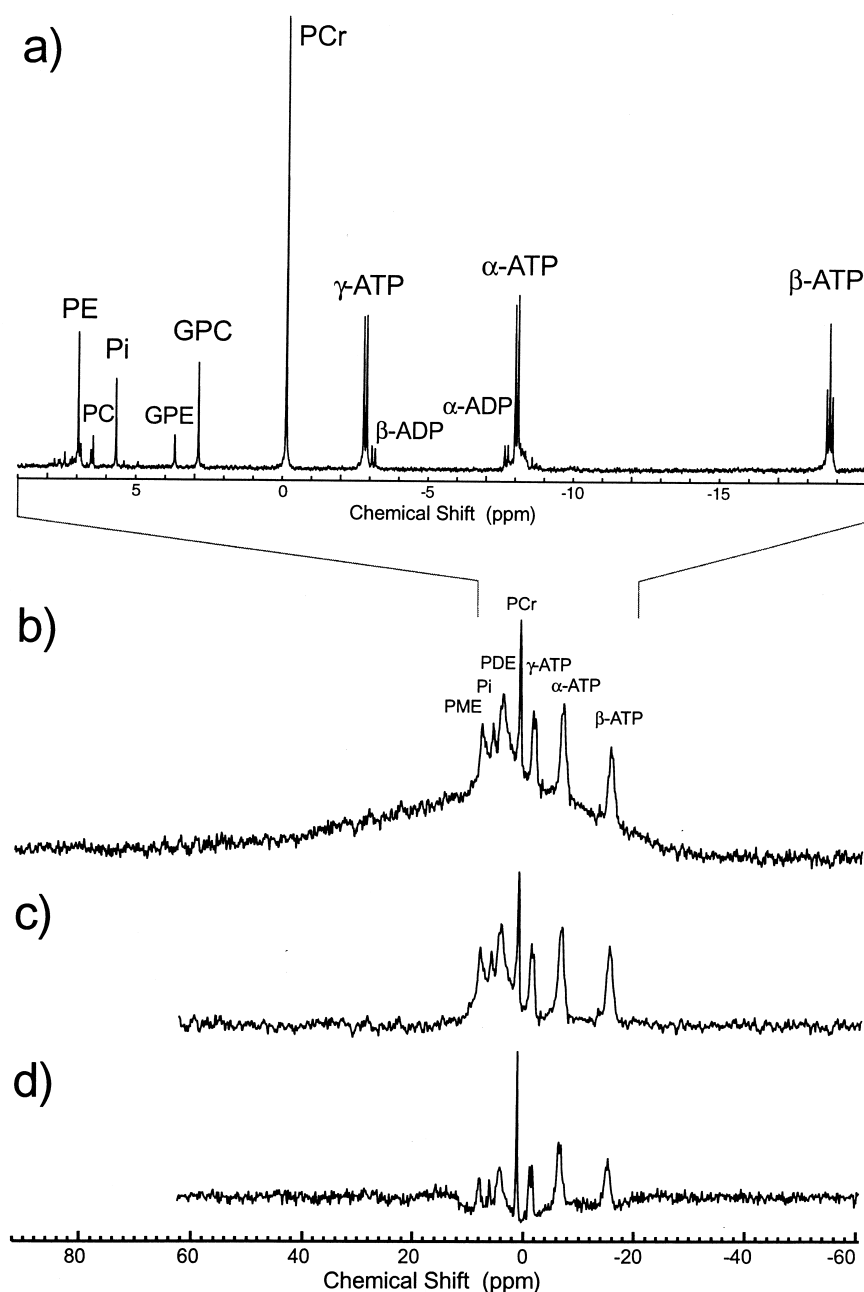 a)
PCr
γ-ATP
α-ATP
β-ATP
PE
GPC
Pi
PC
GPE
β-ADP
α-ADP
5 0 -5 -10 -15
Chemical Shift (ppm)
b)
PCr
PDE γ-ATP
Pi α-ATP
PME β-ATP
c)
d)
80 60 40 20 0 -20 -40 -60
Chemical Shift (ppm)